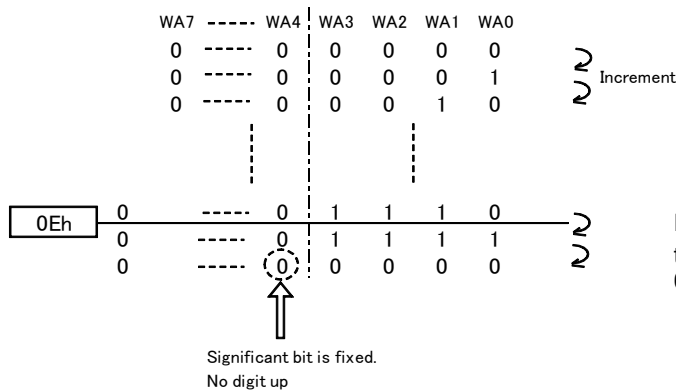 WA7 ----- WA4 WA3 WA2 WA1 WA0
0 ----- 0 0 0 0 0
0 ----- 0 0 0 0 1
Increment
0 ----- 0 0 0 1 0
0 ----- 0 1 1 1 0
0Eh
0 ----- 0 1 1 1 1
0 ----- 0 0 0 0 0
Significant bit is fixed.
No digit up